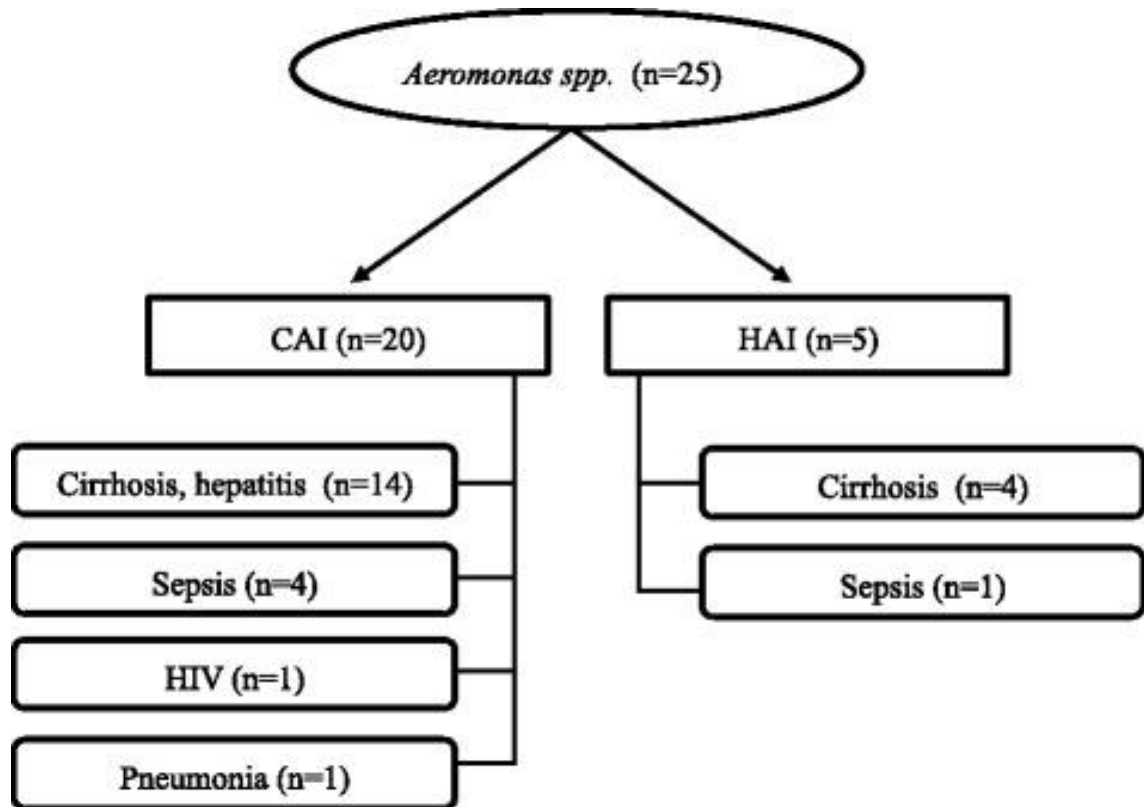 Aeromonas spp. (n=25)
CAI (n=20)
HAI (n=5)
Cirrhosis, hepatitis (n=14)
Sepsis (n=4)
HIV (n=1)
Pneumonia (n=1)
Cirrhosis (n=4)
Sepsis (n=1)